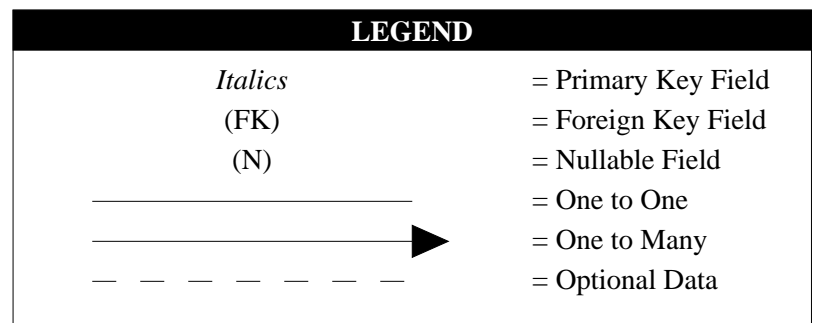 LEGEND
Italics = Primary Key Field
(FK) = Foreign Key Field
(N) = Nullable Field
= One to One
= One to Many
= Optional Data